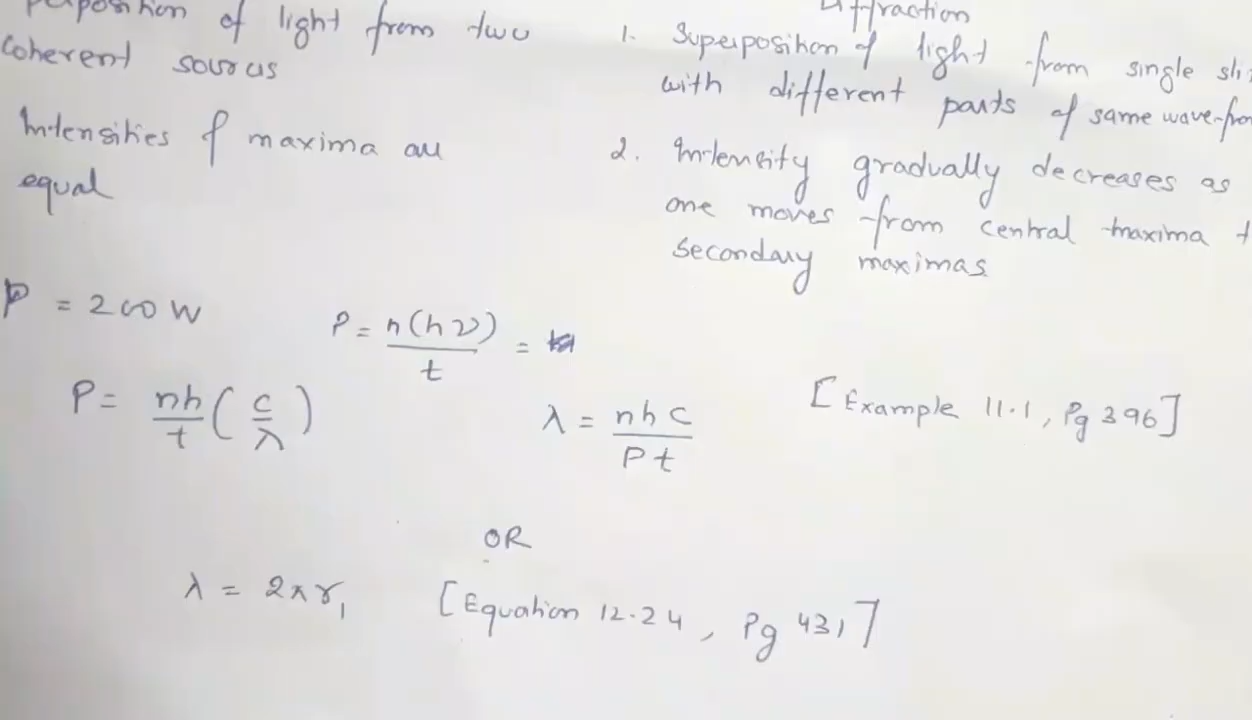 perposition of light from two
coherent sources
Intensities of maxima are
equal
Diffraction
1. Superposition of light from single sli
with different parts of same wave-fron
2. Intensity gradually decreases as
one moves from central maxima t
secondary maximas
P = 200 W
P = n(hν)/t =
P = nh/t (c/λ)
λ = nhc/Pt
[Example 11.1, Pg 396]
OR
λ = 2πr₁ [Equation 12.24, Pg 431]